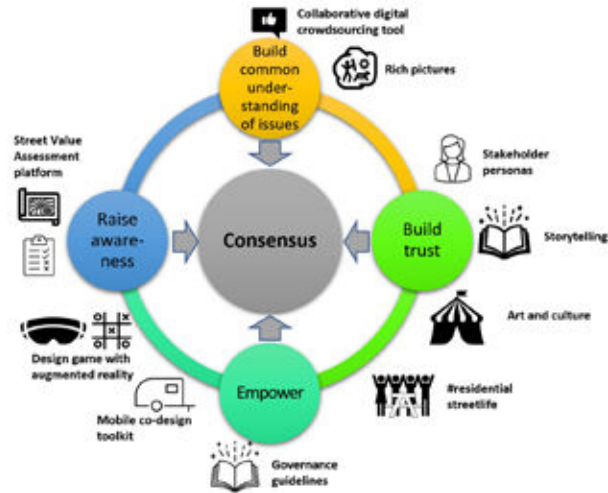 Collaborative digital
crowdsourcing tool
Build
common
under-
standing
of issues
Rich pictures
Street Value
Assessment
platform
Stakeholder
personas
Raise
aware-
ness
Consensus
Build
trust
Storytelling
Art and culture
Design game with
augmented reality
Empower
#residential
streetlife
Mobile co-design
toolkit
Governance
guidelines